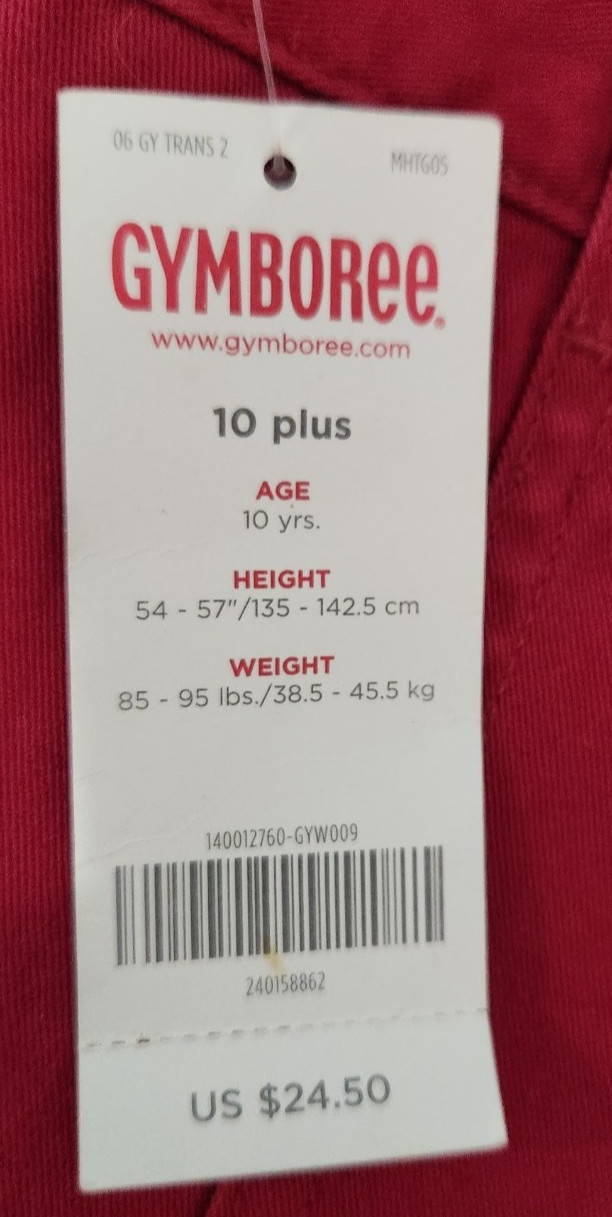 06 GY TRANS 2
MHTG05
GYMBOREE
www.gymboree.com
10 plus
AGE
10 yrs.
HEIGHT
54 - 57"/135 - 142.5 cm
WEIGHT
85 - 95 lbs./38.5 - 45.5 kg
140012760-GYW009
240158862
US $24.50